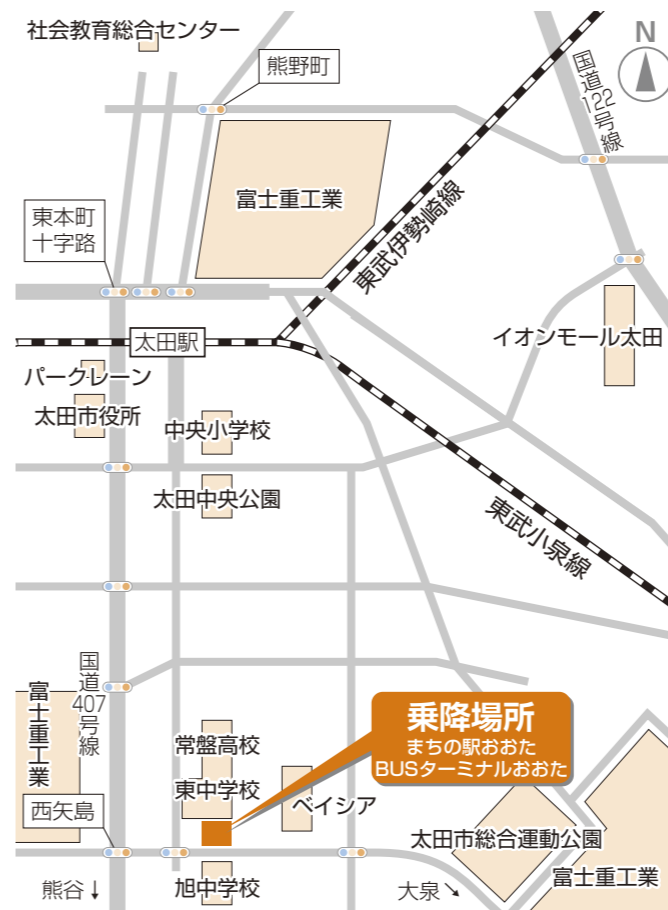 社会教育総合センター
N
熊野町
国道122号線
富士重工業
東武伊勢崎線
東本町
十字路
太田駅
イオンモール太田
パークレーン
太田市役所
中央小学校
太田中央公園
東武小泉線
国道407号線
富士重工業
乗降場所
まちの駅おおた
BUSターミナルおおた
常盤高校
東中学校
ベイシア
西矢島
太田市総合運動公園
富士重工業
旭中学校
熊谷↓
大泉↘